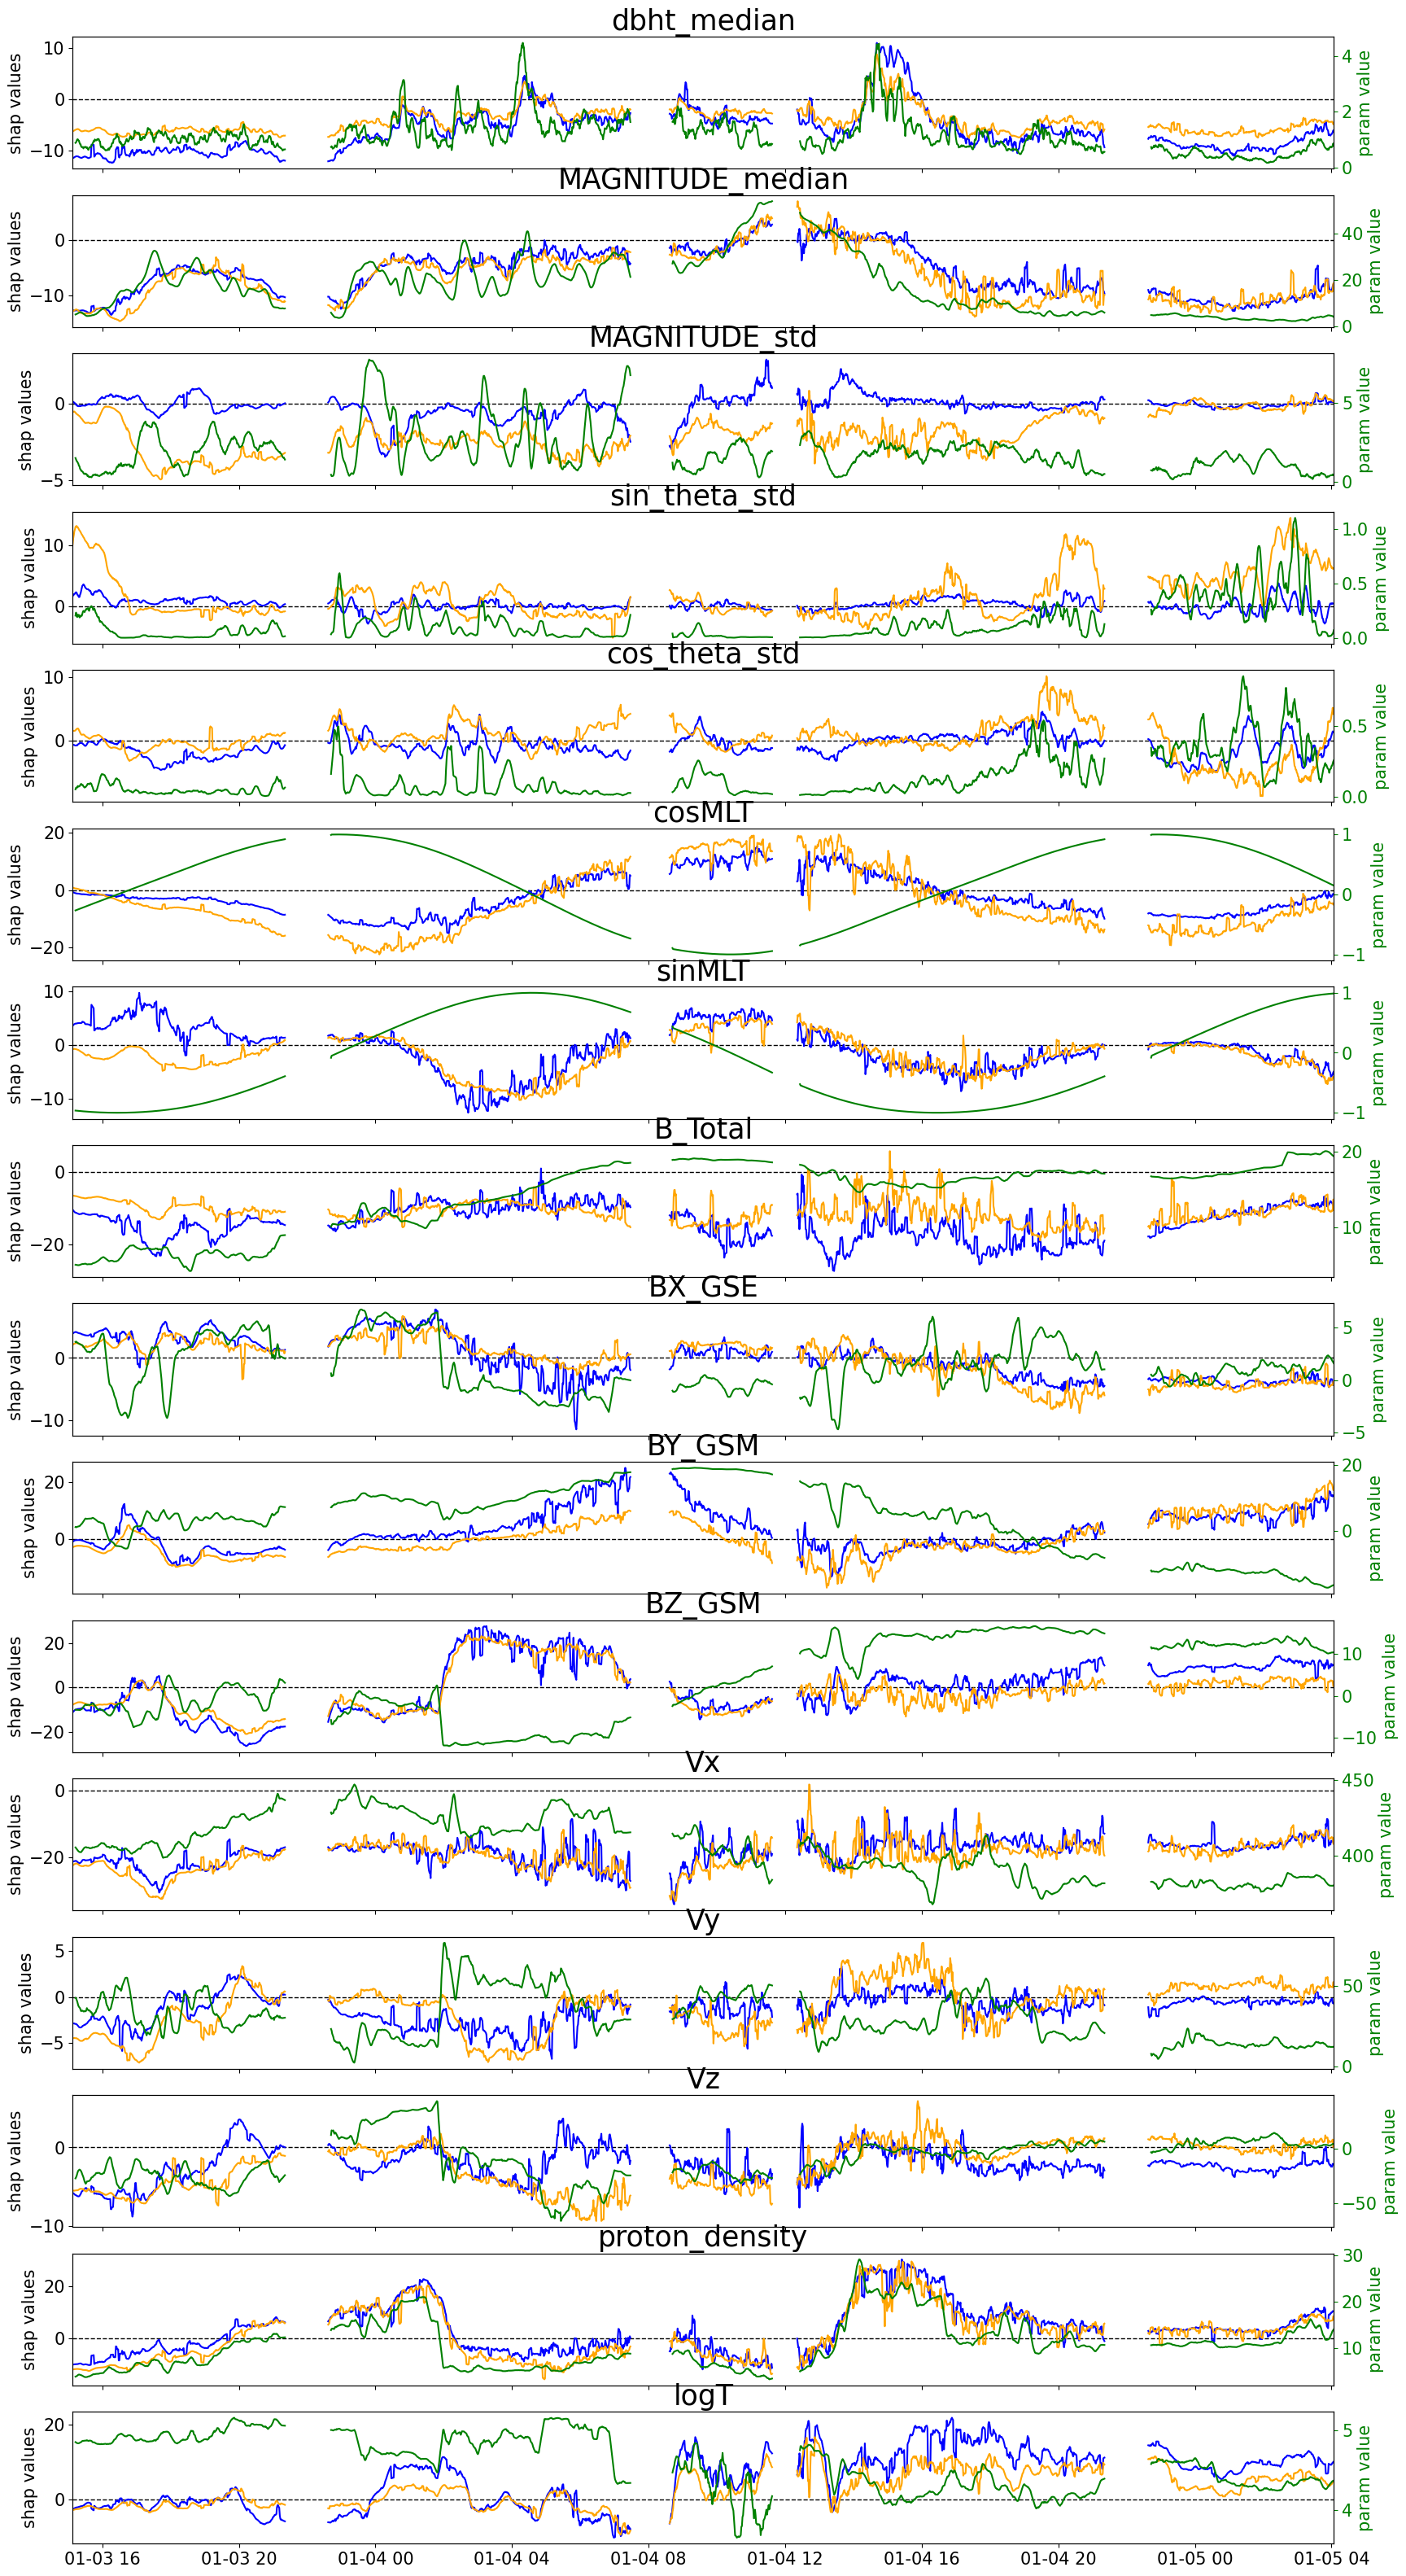 dbht_median
shap values
10
0
−10
4
2
0
param value
MAGNITUDE_median
shap values
0
−10
40
20
0
param value
MAGNITUDE_std
shap values
0
−5
5
0
param value
sin_theta_std
shap values
10
0
1.0
0.5
0.0
param value
cos_theta_std
shap values
10
0
0.5
0.0
param value
cosMLT
shap values
20
0
−20
1
0
−1
param value
sinMLT
shap values
10
0
−10
1
0
−1
param value
B_Total
shap values
0
−20
20
10
param value
BX_GSE
shap values
0
−10
5
0
−5
param value
BY_GSM
shap values
20
0
20
0
param value
BZ_GSM
shap values
20
0
−20
10
0
−10
param value
Vx
shap values
0
−20
450
400
param value
Vy
shap values
5
0
−5
50
0
param value
Vz
shap values
0
−10
0
−50
param value
proton_density
shap values
20
0
30
20
10
param value
logT
shap values
20
0
5
4
param value
01-03 16 01-03 20 01-04 00 01-04 04 01-04 08 01-04 12 01-04 16 01-04 20 01-05 00 01-05 04